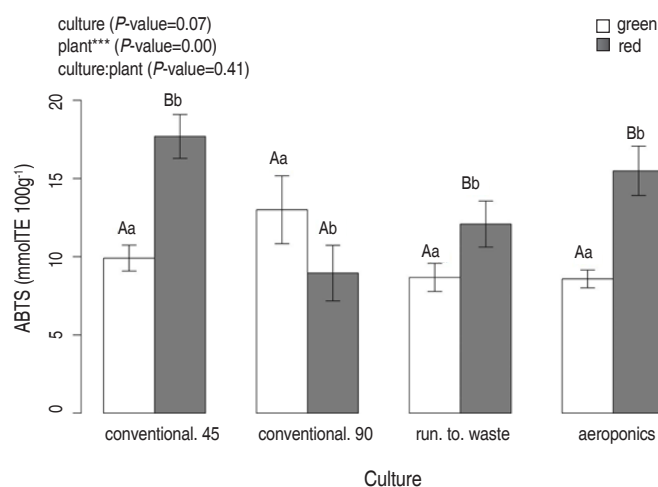 culture (P-value=0.07)
plant*** (P-value=0.00)
culture:plant (P-value=0.41)
green
red
ABTS (mmolTE 100g⁻¹)
20
15
10
5
0
Aa
Bb
Aa
Ab
Aa
Bb
Aa
Bb
conventional. 45
conventional. 90
run. to. waste
aeroponics
Culture